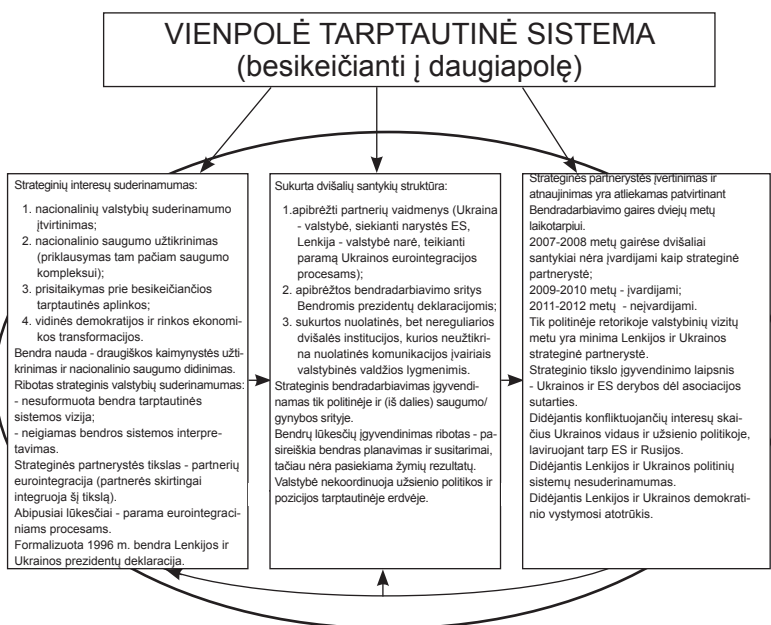 VIENPOLĖ TARPTAUTINĖ SISTEMA
(besikeičianti į daugiapolę)
Strateginių interesų suderinamumas:
1. nacionalinių valstybių suderinamumo
įtvirtinimas;
2. nacionalinio saugumo užtikrinimas
(priklausymas tam pačiam saugumo
kompleksui);
3. prisitaikymas prie besikeičiančios
tarptautinės aplinkos;
4. vidinės demokratijos ir rinkos ekonomi-
kos transformacijos.
Bendra nauda - draugiškos kaimynystės užti-
krinimas ir nacionalinio saugumo didinimas.
Ribotas strateginis valstybių suderinamumas:
- nesuformuota bendra tarptautinės
sistemos vizija;
- neigiamas bendros sistemos interpre-
tavimas.
Strateginės partnerystės tikslas - partnerių
eurointegracija (partnerės skirtingai
integruoja šį tikslą).
Abipusiai lūkesčiai - parama eurointegraci-
niams procesams.
Formalizuota 1996 m. bendra Lenkijos ir
Ukrainos prezidentų deklaracija.
Sukurta dvišalių santykių struktūra:
1.apibrėžti partnerių vaidmenys (Ukraina
- valstybė, siekianti narystės ES,
Lenkija - valstybė narė, teikianti
paramą Ukrainos eurointegracijos
procesams);
2. apibrėžtos bendradarbiavimo sritys
Bendromis prezidentų deklaracijomis;
3. sukurtos nuolatinės, bet nereguliarios
dvišalės institucijos, kurios neužtikri-
na nuolatinės komunikacijos įvairiais
valstybinės valdžios lygmenimis.
Strateginis bendradarbiavimas įgyvendi-
namas tik politinėje ir (iš dalies) saugumo/
gynybos srityje.
Bendrų lūkesčių įgyvendinimas ribotas - pa-
sireiškia bendras planavimas ir susitarimai,
tačiau nėra pasiekiama žymių rezultatų.
Valstybė nekoordinuoja užsienio politikos ir
pozicijos tarptautinėje erdvėje.
Strateginės partnerystės įvertinimas ir
atnaujinimas yra atliekamas patvirtinant
Bendradarbiavimo gaires dviejų metų
laikotarpiui.
2007-2008 metų gairėse dvišaliai
santykiai nėra įvardijami kaip strateginė
partnerystė;
2009-2010 metų - įvardijami;
2011-2012 metų - neįvardijami.
Tik politinėje retorikoje valstybinių vizitų
metu yra minima Lenkijos ir Ukrainos
strateginė partnerystė.
Strateginio tikslo įgyvendinimo laipsnis
- Ukrainos ir ES derybos dėl asociacijos
sutarties.
Didėjantis konfliktuojančių interesų skai-
čius Ukrainos vidaus ir užsienio politikoje,
laviruojant tarp ES ir Rusijos.
Didėjantis Lenkijos ir Ukrainos politinių
sistemų nesuderinamumas.
Didėjantis Lenkijos ir Ukrainos demokrati-
nio vystymosi atotrūkis.